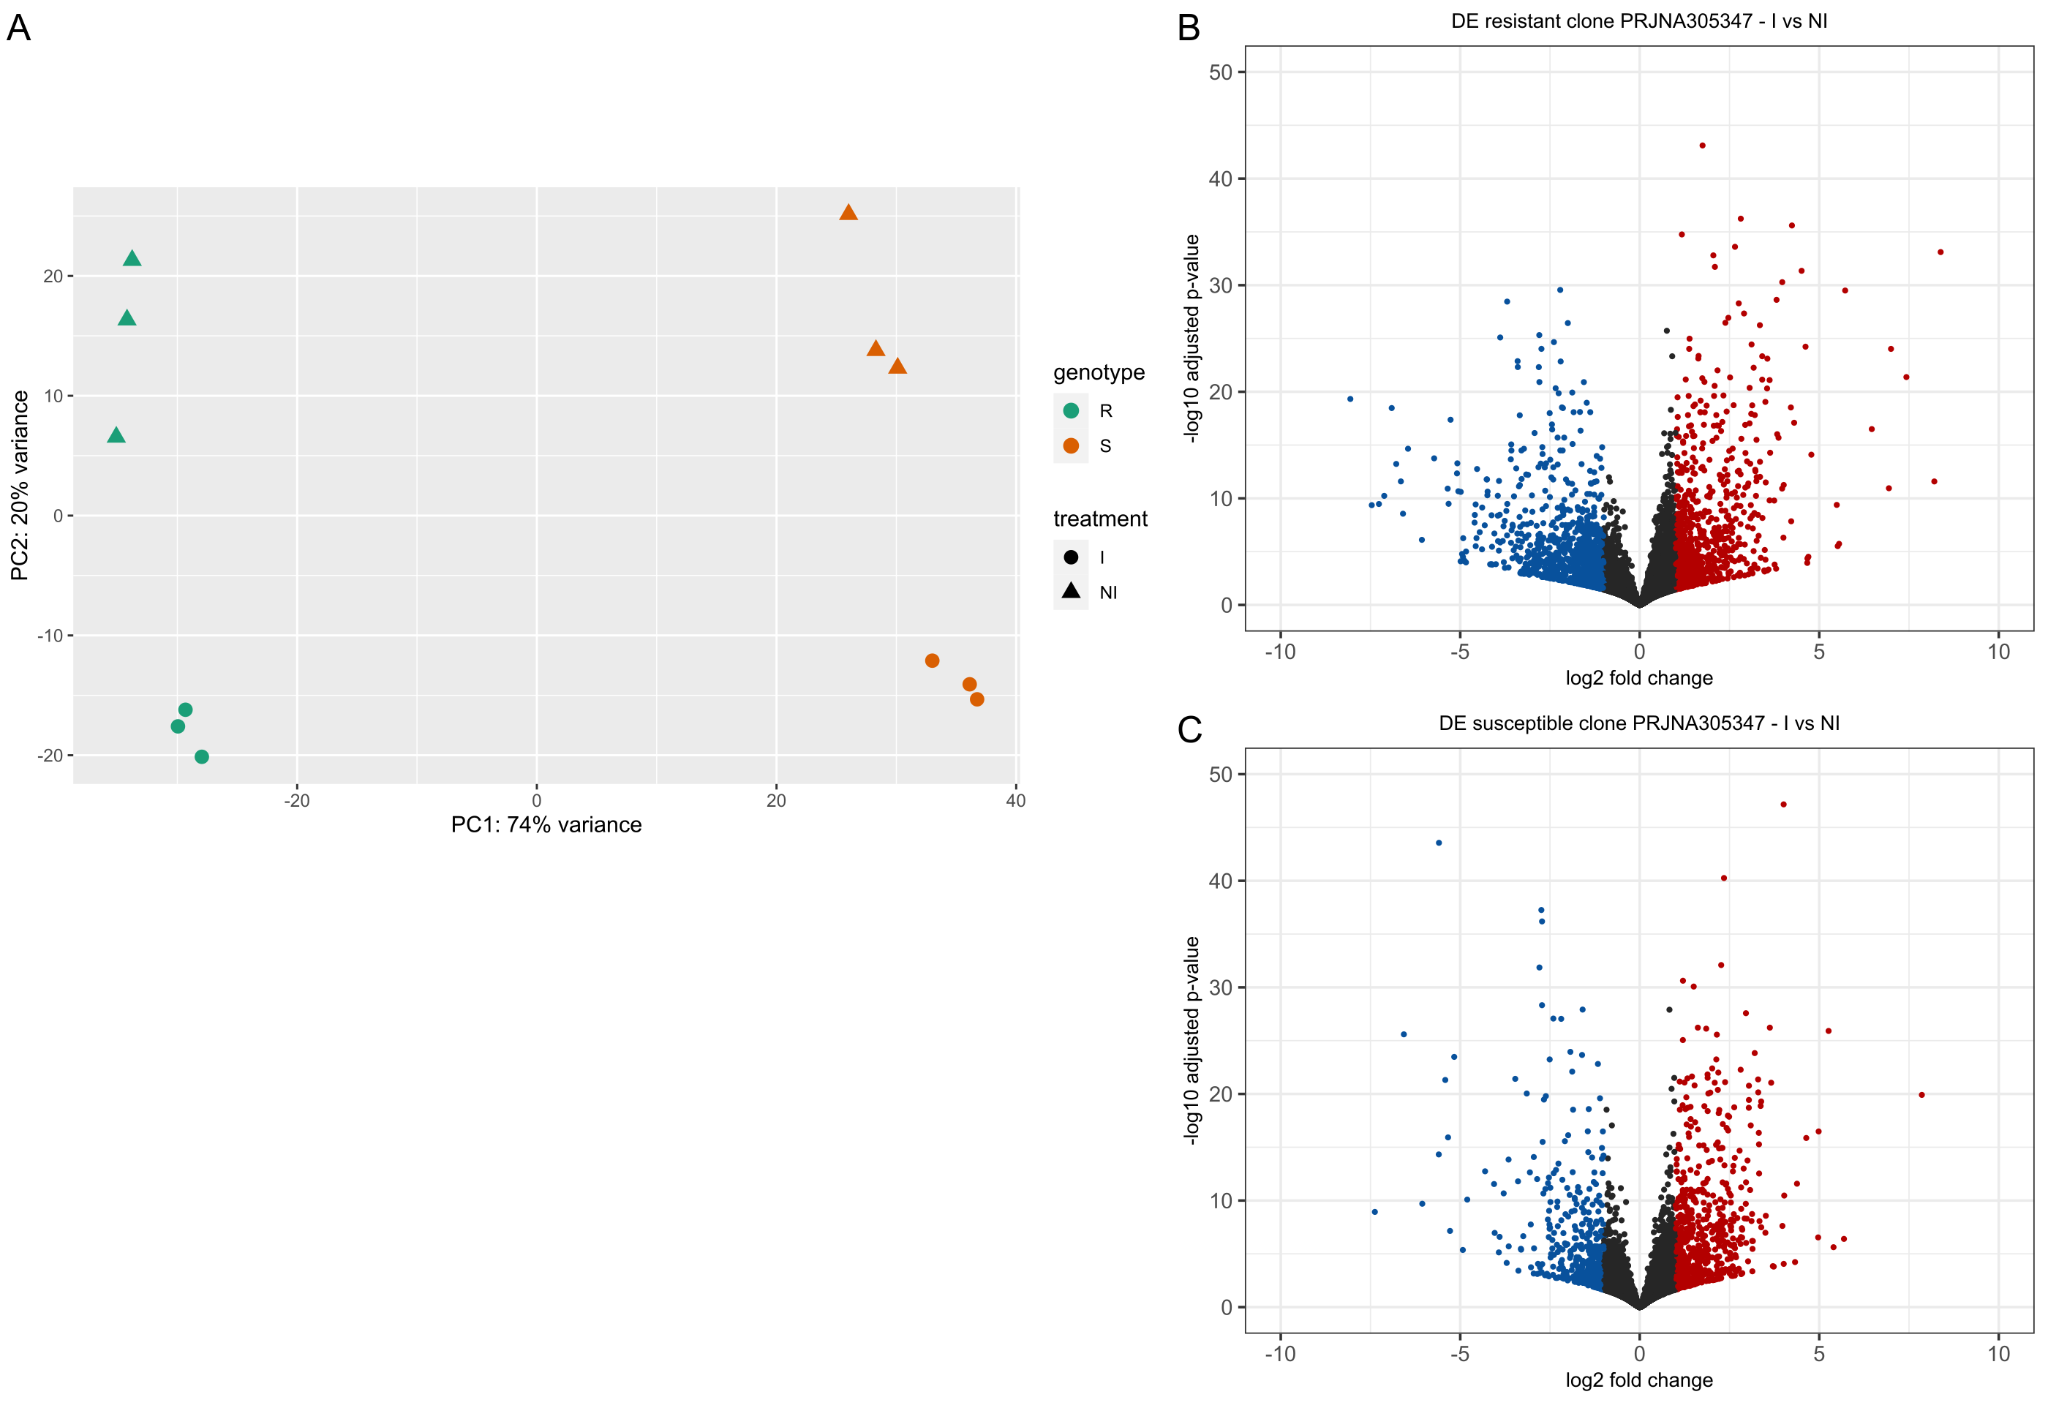 A
20
10
0
-10
-20
-20
0
20
40
PC1: 74% variance
PC2: 20% variance
genotype
R
S
treatment
I
NI
B
DE resistant clone PRJNA305347 - I vs NI
50
40
30
20
10
0
-10
-5
0
5
10
log2 fold change
-log10 adjusted p-value
C
DE susceptible clone PRJNA305347 - I vs NI
50
40
30
20
10
0
-10
-5
0
5
10
log2 fold change
-log10 adjusted p-value